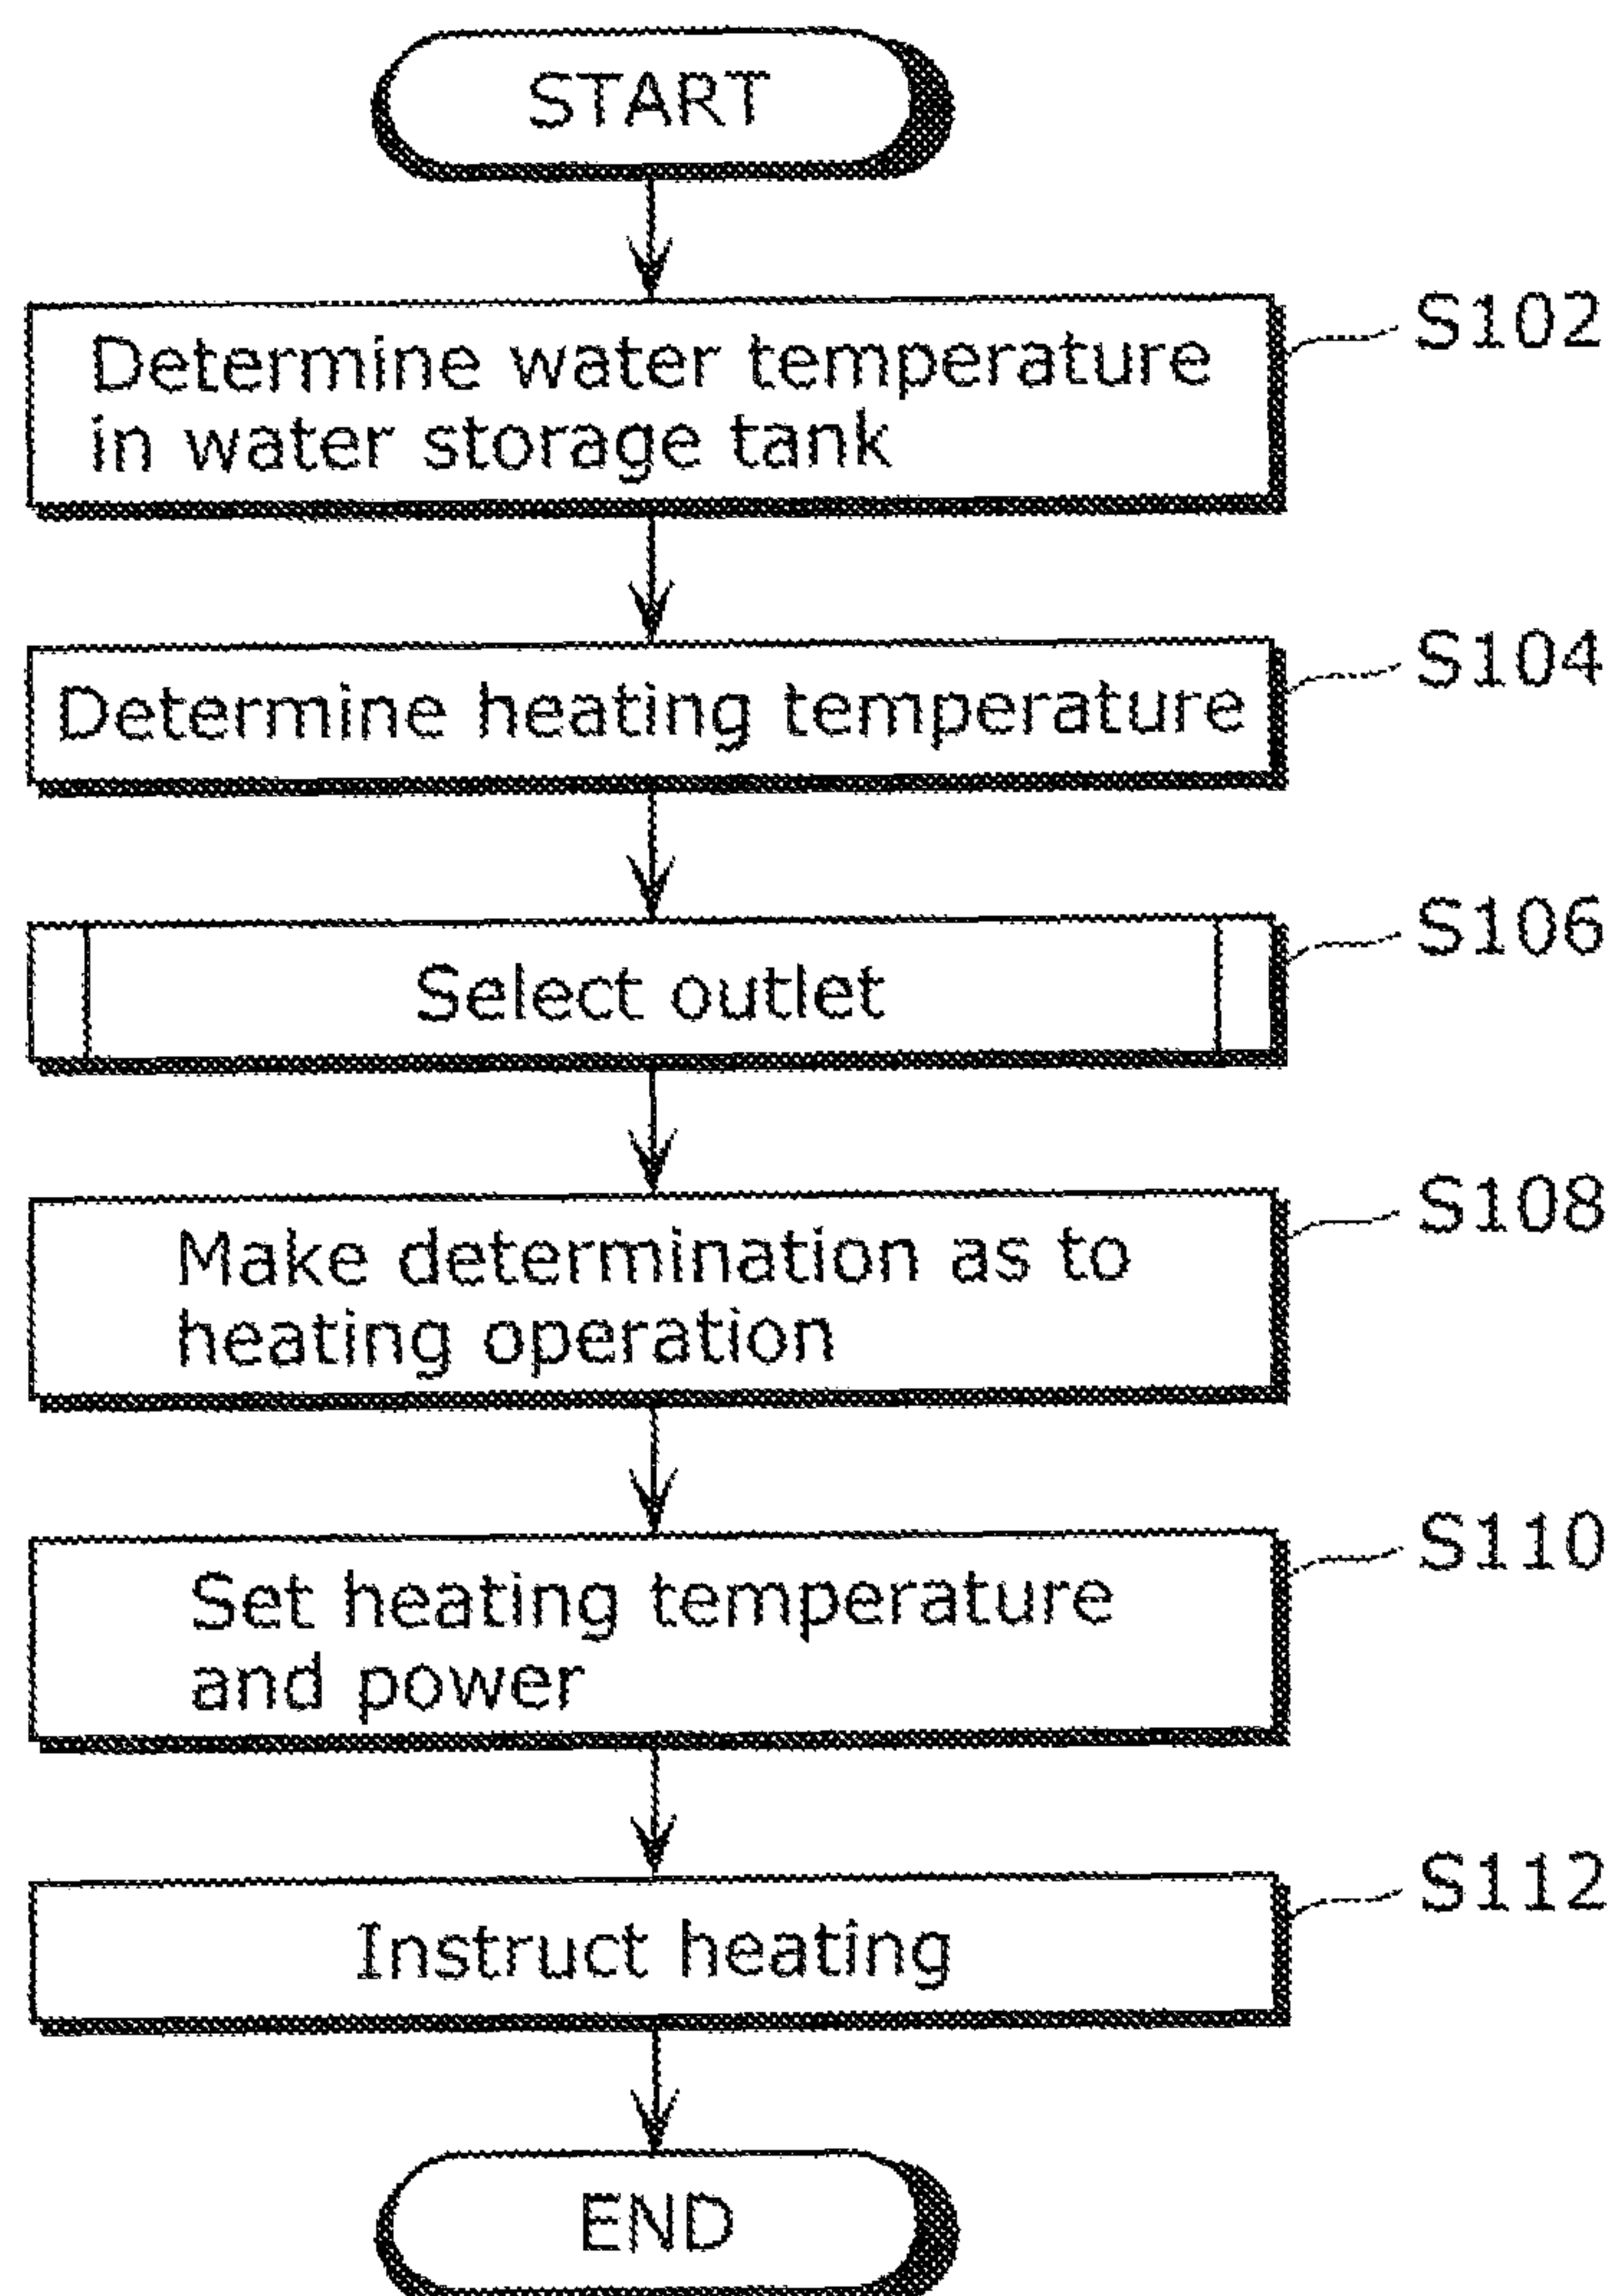 START
Determine water temperature
in water storage tank
S102
Determine heating temperature
S104
Select outlet
S106
Make determination as to
heating operation
S108
Set heating temperature
and power
S110
Instruct heating
S112
END